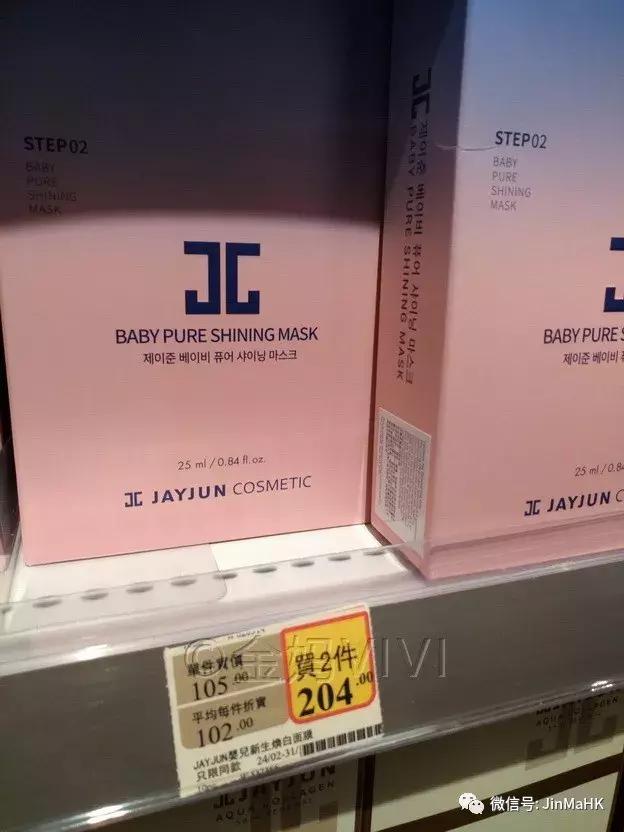 STEP02
BABY
PURE
SHINING
MASK
BABY PURE SHINING MASK
제이준 베이비 퓨어 샤이닝 마스크
25 ml / 0.84 fl.oz.
JAYJUN COSMETIC
제이준 베이비 퓨어 샤이닝 마스크
BABY PURE SHINING MASK
STEP02
BABY
PURE
SHINING
MASK
BABY PURE
제이준 베이비
25 ml / 0.84
JAYJUN CO
©金妈VIVI
單件賣價
105.00
平均每件折實
102.00
買2件
204.00
JAYJUN嬰兒新生煥白面膜
只限同款 24/02-31/
JAYJUN
AQUA
微信号: JinMaHK